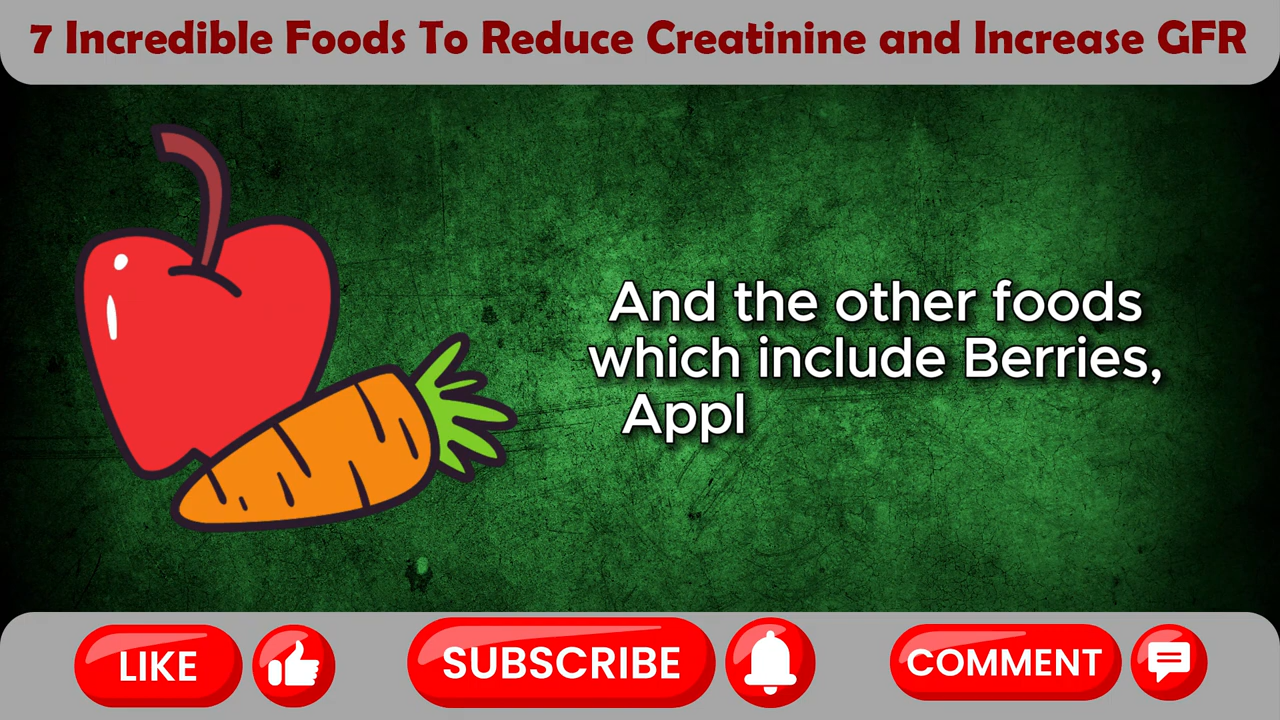 7 Incredible Foods To Reduce Creatinine and Increase GFR
And the other foods
which include Berries,
Appl
LIKE
SUBSCRIBE
COMMENT